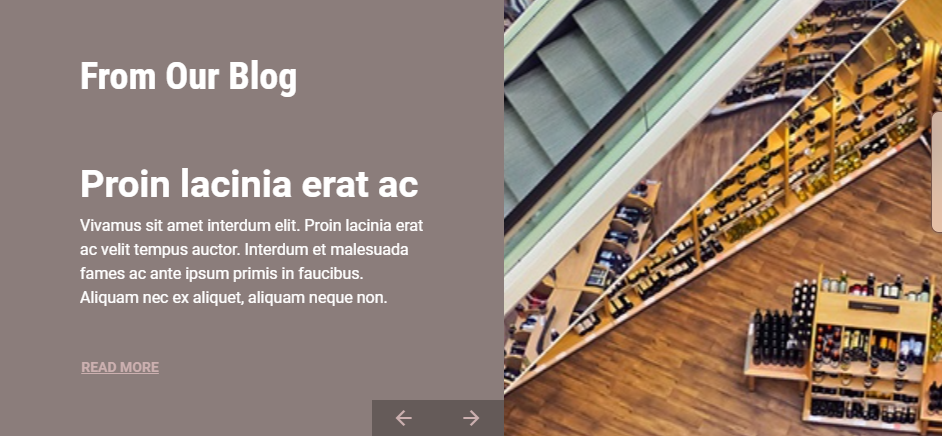 From Our Blog
Proin lacinia erat ac
Vivamus sit amet interdum elit. Proin lacinia erat
ac velit tempus auctor. Interdum et malesuada
fames ac ante ipsum primis in faucibus.
Aliquam nec ex aliquet, aliquam neque non.
READ MORE